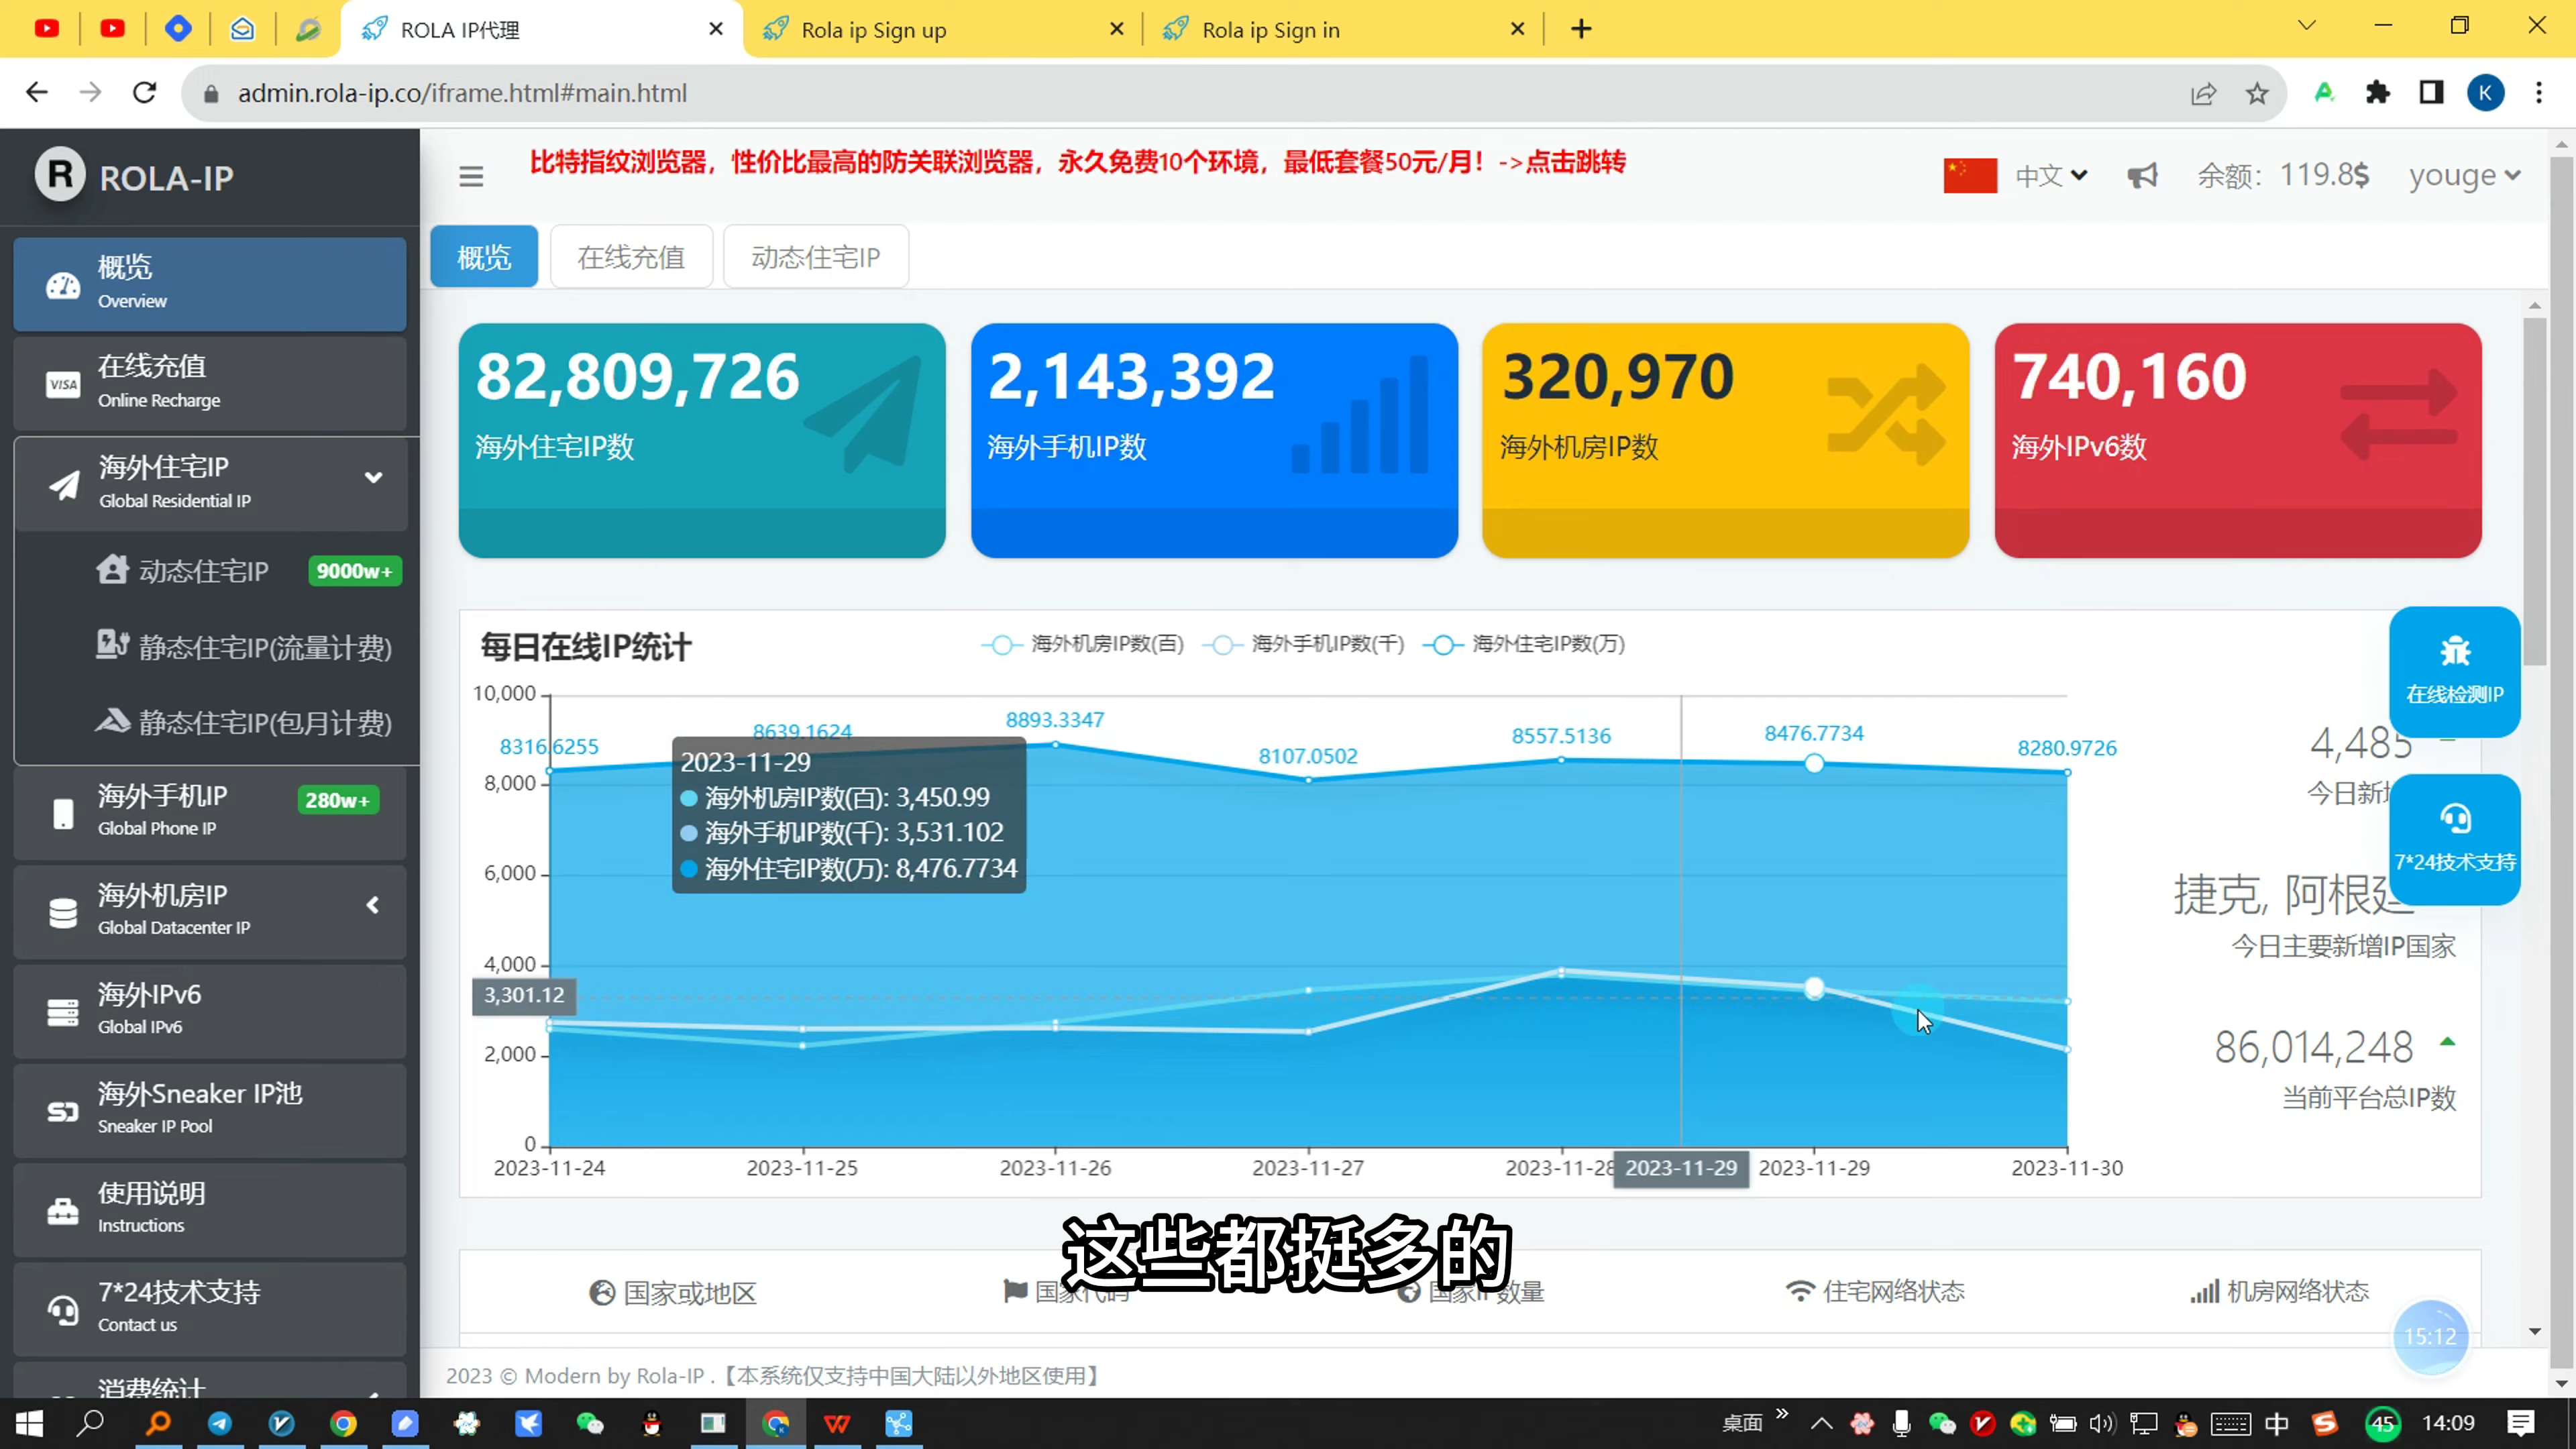 ROLA IP代理
Rola ip Sign up
Rola ip Sign in
admin.rola-ip.co/iframe.html#main.html
K
R ROLA-IP
比特指纹浏览器，性价比最高的防关联浏览器，永久免费10个环境，最低套餐50元/月！->点击跳转
中文
余额：119.8$
youge
概览
Overview
VISA
在线充值
Online Recharge
海外住宅IP
Global Residential IP
动态住宅IP
9000w+
静态住宅IP(流量计费)
静态住宅IP(包月计费)
海外手机IP
Global Phone IP
280w+
海外机房IP
Global Datacenter IP
海外IPv6
Global IPv6
海外Sneaker IP池
Sneaker IP Pool
使用说明
Instructions
7*24技术支持
Contact us
消费统计
概览
在线充值
动态住宅IP
82,809,726
海外住宅IP数
2,143,392
海外手机IP数
320,970
海外机房IP数
740,160
海外IPv6数
每日在线IP统计
海外机房IP数(百)
海外手机IP数(千)
海外住宅IP数(万)
10,000
8,000
6,000
4,000
3,301.12
2,000
0
8316.6255
8639.1624
8893.3347
8107.0502
8557.5136
8476.7734
8280.9726
2023-11-29
海外机房IP数(百): 3,450.99
海外手机IP数(千): 3,531.102
海外住宅IP数(万): 8,476.7734
2023-11-24
2023-11-25
2023-11-26
2023-11-27
2023-11-28
2023-11-29
2023-11-29
2023-11-30
在线检测IP
4,485
今日新
7*24技术支持
捷克, 阿根廷
今日主要新增IP国家
86,014,248
当前平台总IP数
这些都挺多的
国家或地区
国家代码
国家IP数量
住宅网络状态
机房网络状态
15:12
2023 © Modern by Rola-IP .【本系统仅支持中国大陆以外地区使用】
桌面
中
45
14:09